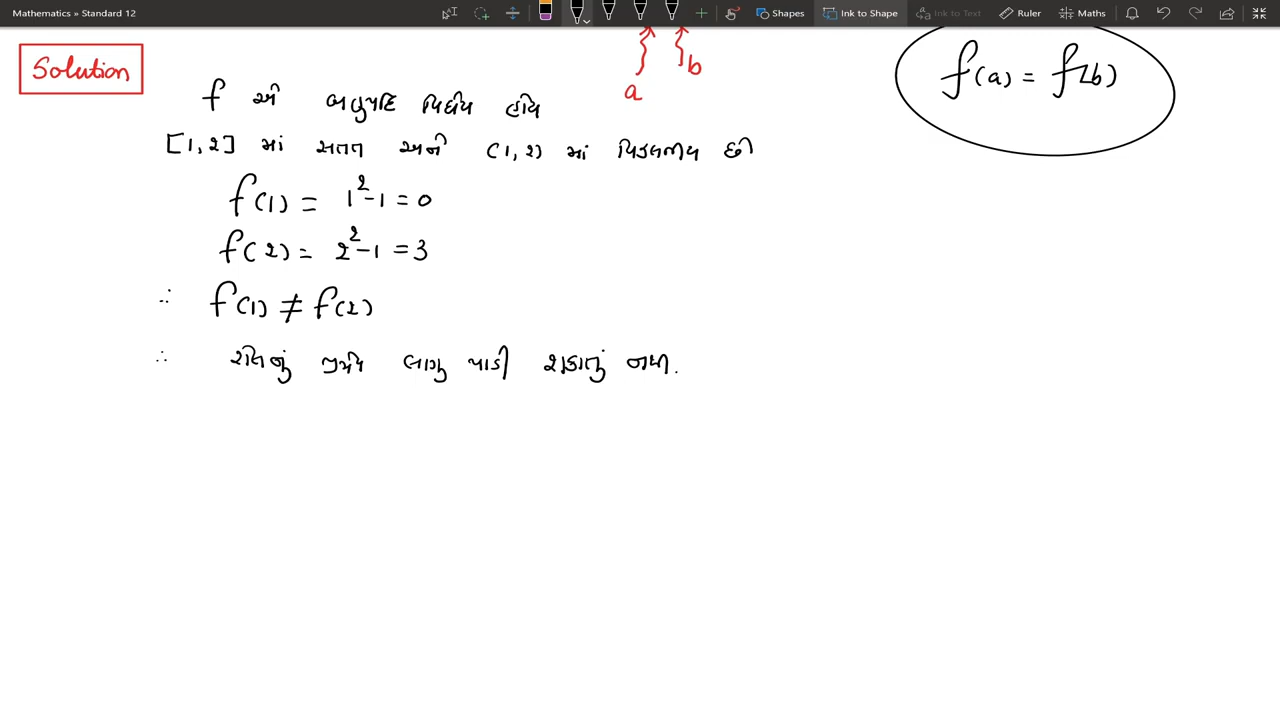 Mathematics » Standard 12
Shapes
Ink to Shape
Ink to Text
Ruler
Maths
Solution
a
b
f(a) = f(b)
f એ બહુપદિ વિધેય હોય
[1, 2] માં સતત અને (1, 2) માં વિકલનીય છે
f(1) = 1²-1 = 0
f(2) = 2²-1 = 3
∴ f(1) ≠ f(2)
∴ રોલનું પ્રમેય લાગુ પાડી શકાતું નથી.